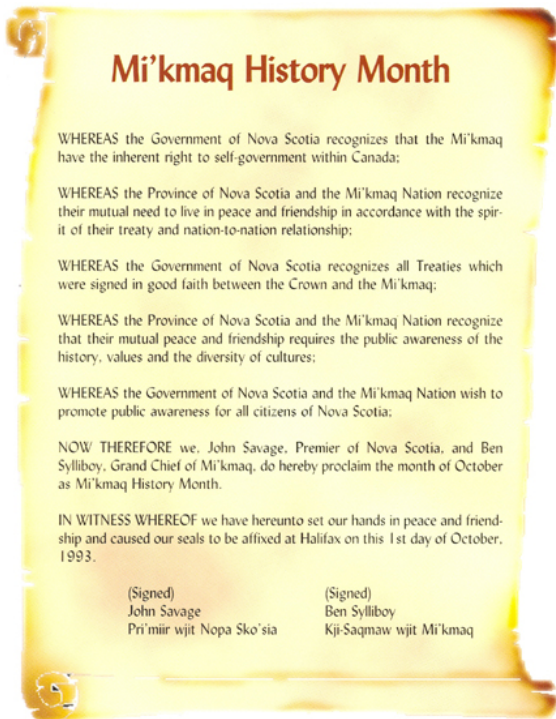 Mi'kmaq History Month
WHEREAS the Government of Nova Scotia recognizes that the Mi'kmaq
have the inherent right to self-government within Canada;
WHEREAS the Province of Nova Scotia and the Mi'kmaq Nation recognize
their mutual need to live in peace and friendship in accordance with the spir-
it of their treaty and nation-to-nation relationship;
WHEREAS the Government of Nova Scotia recognizes all Treaties which
were signed in good faith between the Crown and the Mi'kmaq;
WHEREAS the Province of Nova Scotia and the Mi'kmaq Nation recognize
that their mutual peace and friendship requires the public awareness of the
history, values and the diversity of cultures;
WHEREAS the Government of Nova Scotia and the Mi'kmaq Nation wish to
promote public awareness for all citizens of Nova Scotia;
NOW THEREFORE we, John Savage, Premier of Nova Scotia, and Ben
Sylliboy, Grand Chief of Mi'kmaq, do hereby proclaim the month of October
as Mi'kmaq History Month.
IN WITNESS WHEREOF we have hereunto set our hands in peace and friend-
ship and caused our seals to be affixed at Halifax on this 1st day of October,
1993.
(Signed)
John Savage
Pri'miir wjit Nopa Sko'sia
(Signed)
Ben Sylliboy
Kji-Saqmaw wjit Mi'kmaq